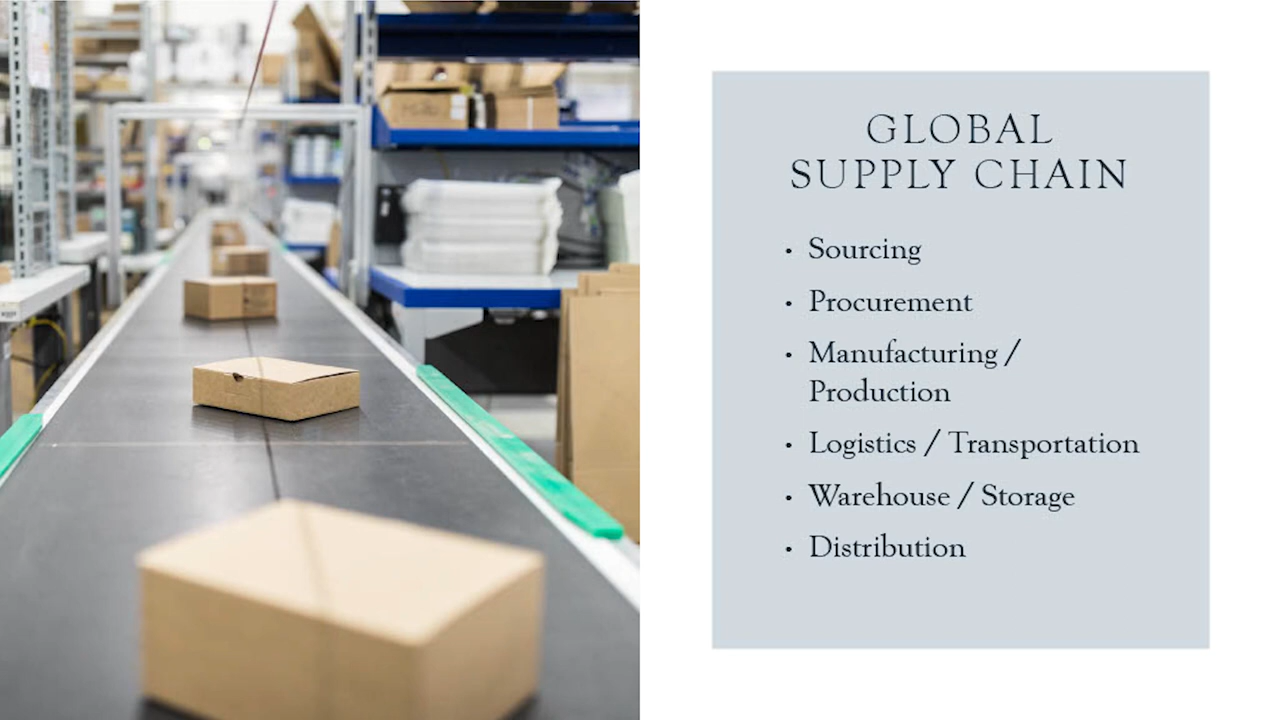 GLOBAL
SUPPLY CHAIN
• Sourcing
• Procurement
• Manufacturing /
Production
• Logistics / Transportation
• Warehouse / Storage
• Distribution